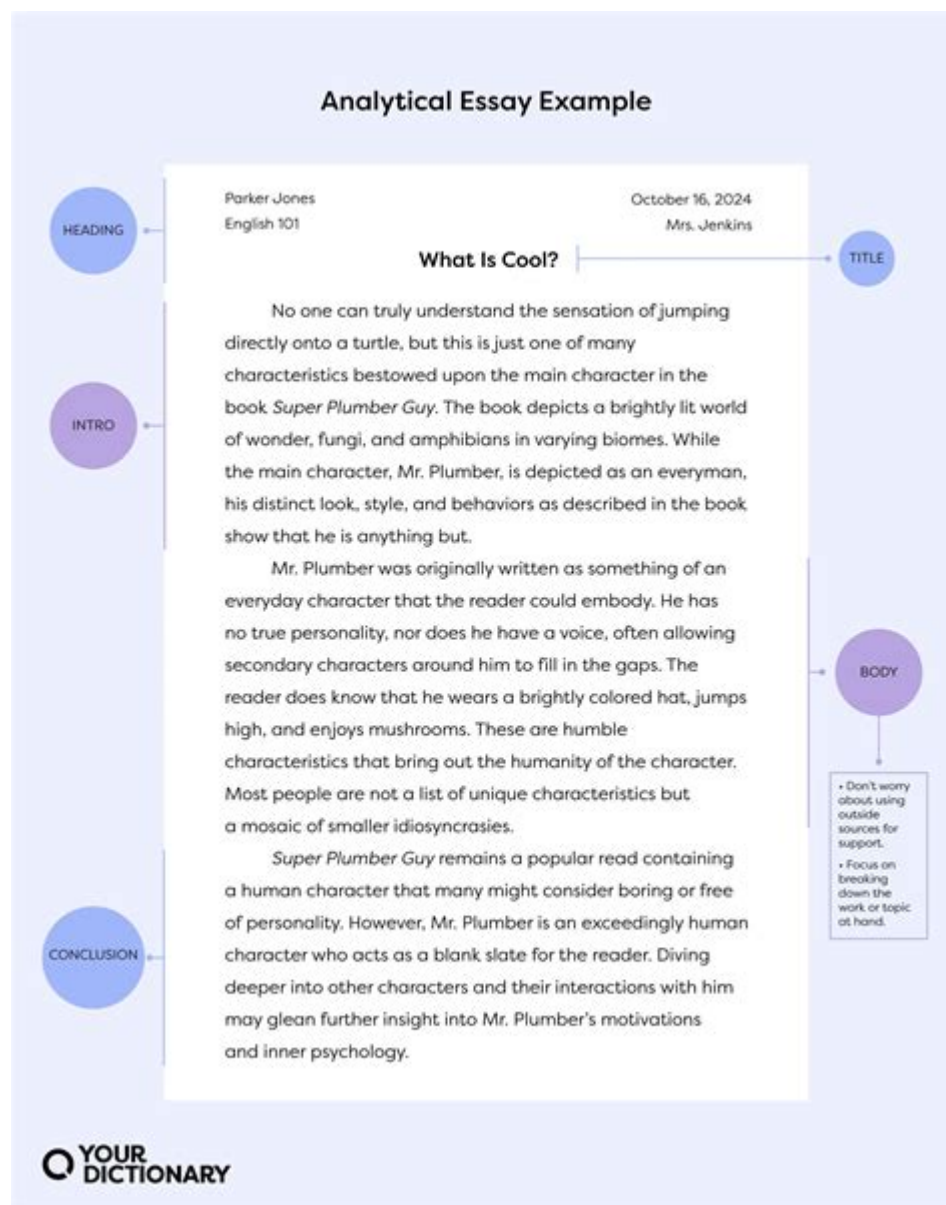 Analytical Essay Example
HEADING
Parker Jones
October 16, 2024
English 101
Mrs. Jenkins
What Is Cool?
TITLE
INTRO
No one can truly understand the sensation of jumping
directly onto a turtle, but this is just one of many
characteristics bestowed upon the main character in the
book Super Plumber Guy. The book depicts a brightly lit world
of wonder, fungi, and amphibians in varying biomes. While
the main character, Mr. Plumber, is depicted as an everyman,
his distinct look, style, and behaviors as described in the book
show that he is anything but.
Mr. Plumber was originally written as something of an
everyday character that the reader could embody. He has
no true personality, nor does he have a voice, often allowing
secondary characters around him to fill in the gaps. The
reader does know that he wears a brightly colored hat, jumps
high, and enjoys mushrooms. These are humble
characteristics that bring out the humanity of the character.
Most people are not a list of unique characteristics but
a mosaic of smaller idiosyncrasies.
BODY
• Don't worry
about using
outside
sources for
support.
• Focus on
breaking
down the
work or topic
at hand.
CONCLUSION
Super Plumber Guy remains a popular read containing
a human character that many might consider boring or free
of personality. However, Mr. Plumber is an exceedingly human
character who acts as a blank slate for the reader. Diving
deeper into other characters and their interactions with him
may glean further insight into Mr. Plumber's motivations
and inner psychology.
YOUR
DICTIONARY